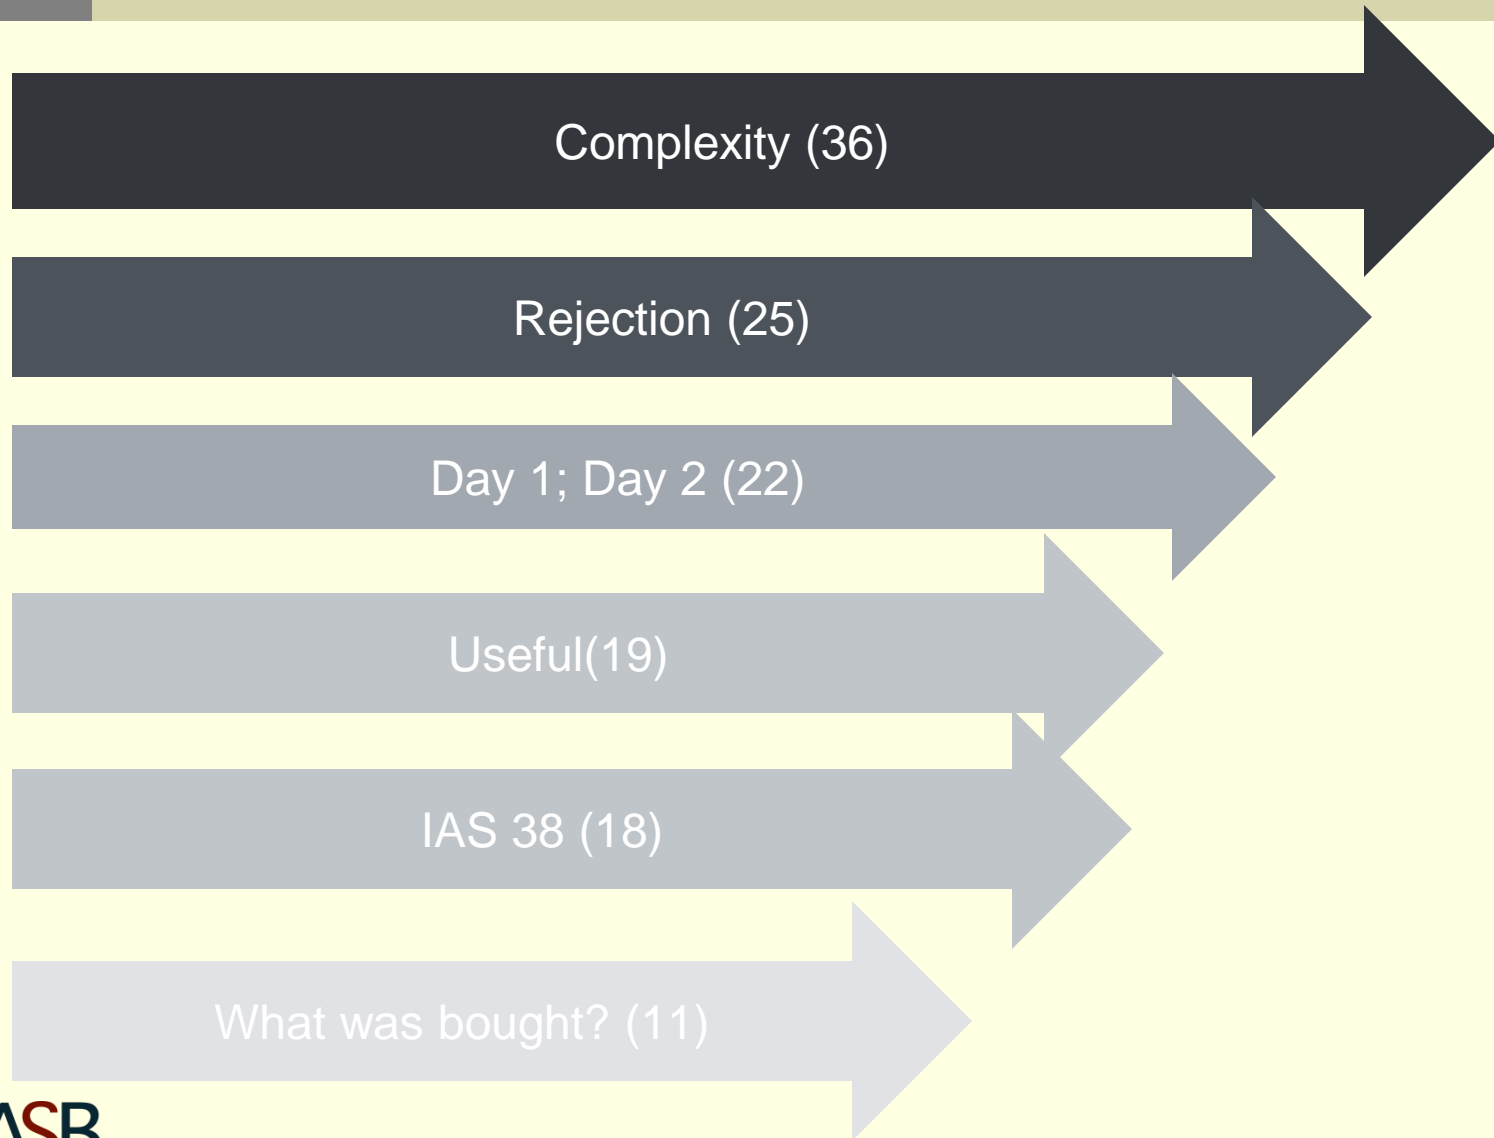 Complexity (36)
Rejection (25)
Day 1; Day 2 (22)
Useful(19)
IAS 38 (18)
What was bought? (11)